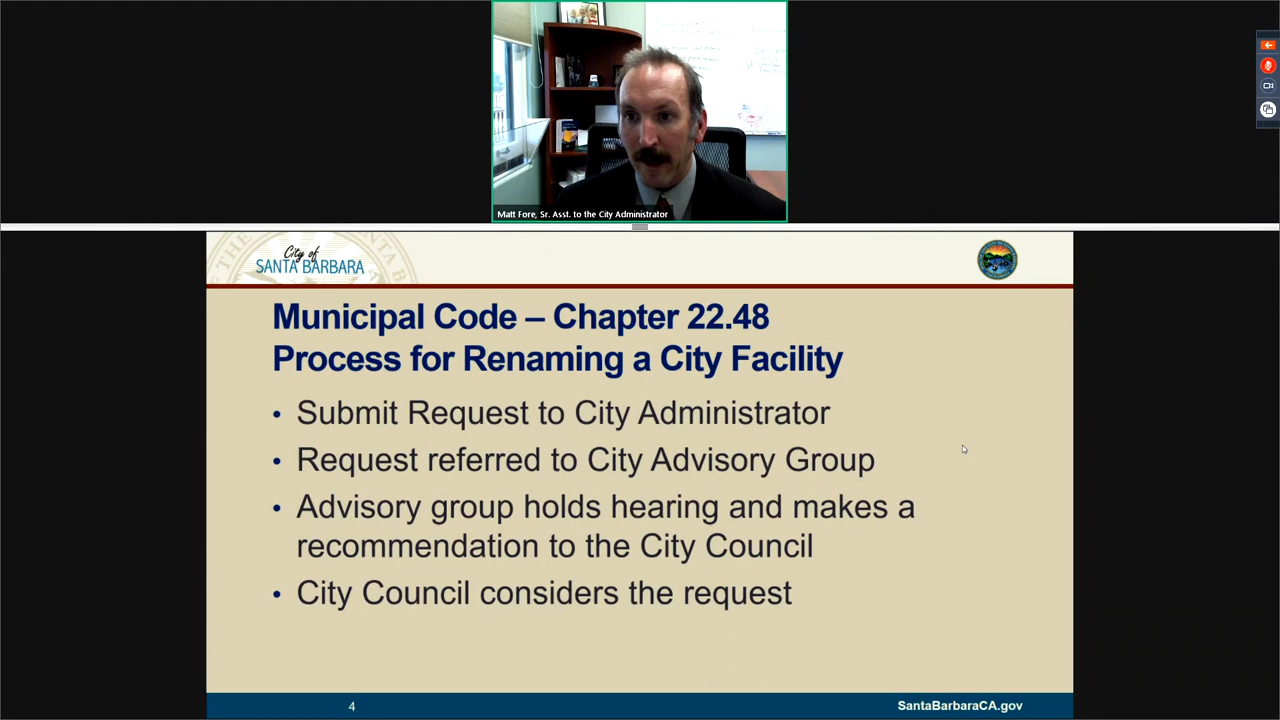 Matt Fore, Sr. Asst. to the City Administrator
City of
SANTA BARBARA
Municipal Code – Chapter 22.48
Process for Renaming a City Facility
• Submit Request to City Administrator
• Request referred to City Advisory Group
• Advisory group holds hearing and makes a
recommendation to the City Council
• City Council considers the request
4
SantaBarbaraCA.gov